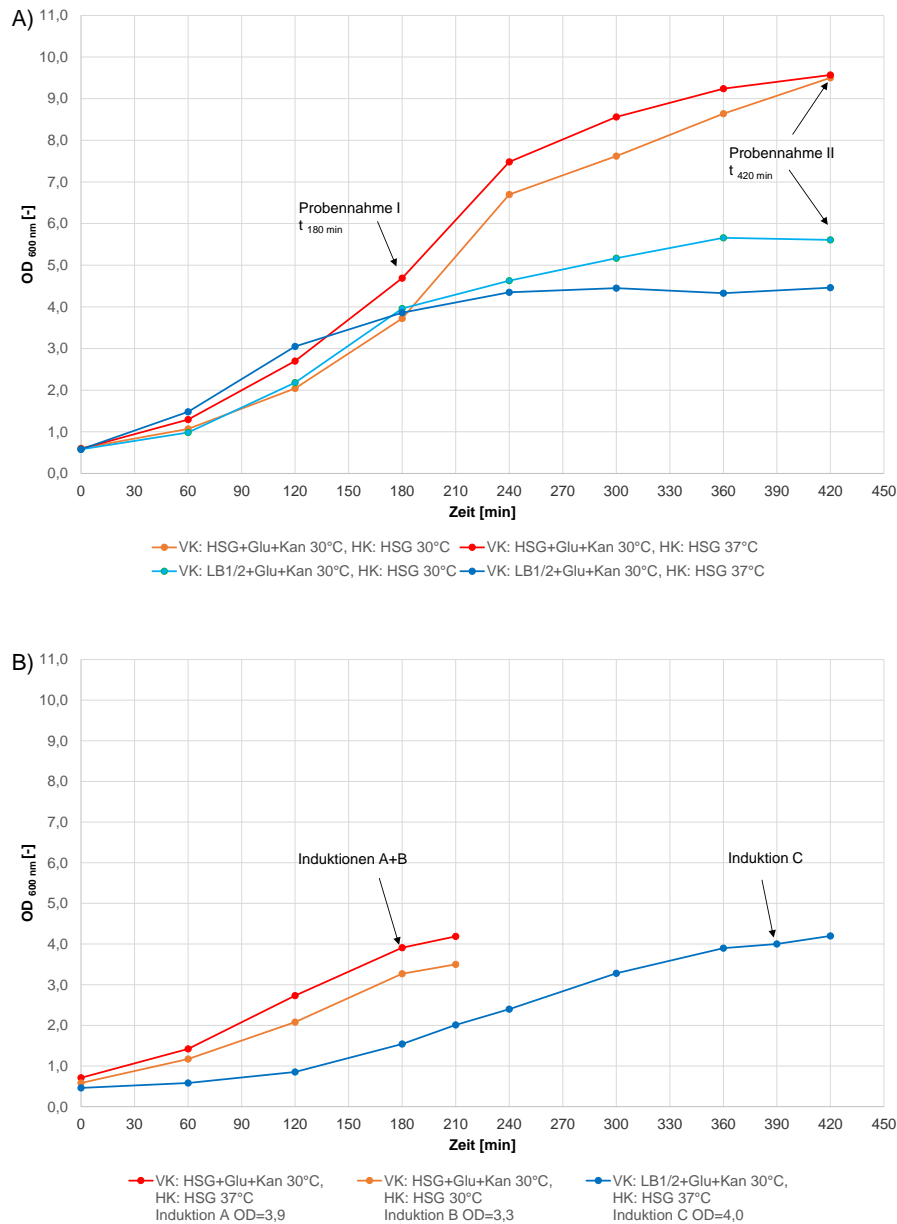 A)
11,0
10,0
9,0
8,0
7,0
6,0
5,0
4,0
3,0
2,0
1,0
0,0
OD 600 nm [-]
Probennahme I
t 180 min
Probennahme II
t 420 min
0 30 60 90 120 150 180 210 240 270 300 330 360 390 420 450
Zeit [min]
VK: HSG+Glu+Kan 30°C, HK: HSG 30°C VK: HSG+Glu+Kan 30°C, HK: HSG 37°C
VK: LB1/2+Glu+Kan 30°C, HK: HSG 30°C VK: LB1/2+Glu+Kan 30°C, HK: HSG 37°C
B)
11,0
10,0
9,0
8,0
7,0
6,0
5,0
4,0
3,0
2,0
1,0
0,0
OD 600 nm [-]
Induktionen A+B
Induktion C
0 30 60 90 120 150 180 210 240 270 300 330 360 390 420 450
Zeit [min]
VK: HSG+Glu+Kan 30°C,
HK: HSG 37°C
Induktion A OD=3,9
VK: HSG+Glu+Kan 30°C,
HK: HSG 30°C
Induktion B OD=3,3
VK: LB1/2+Glu+Kan 30°C,
HK: HSG 37°C
Induktion C OD=4,0